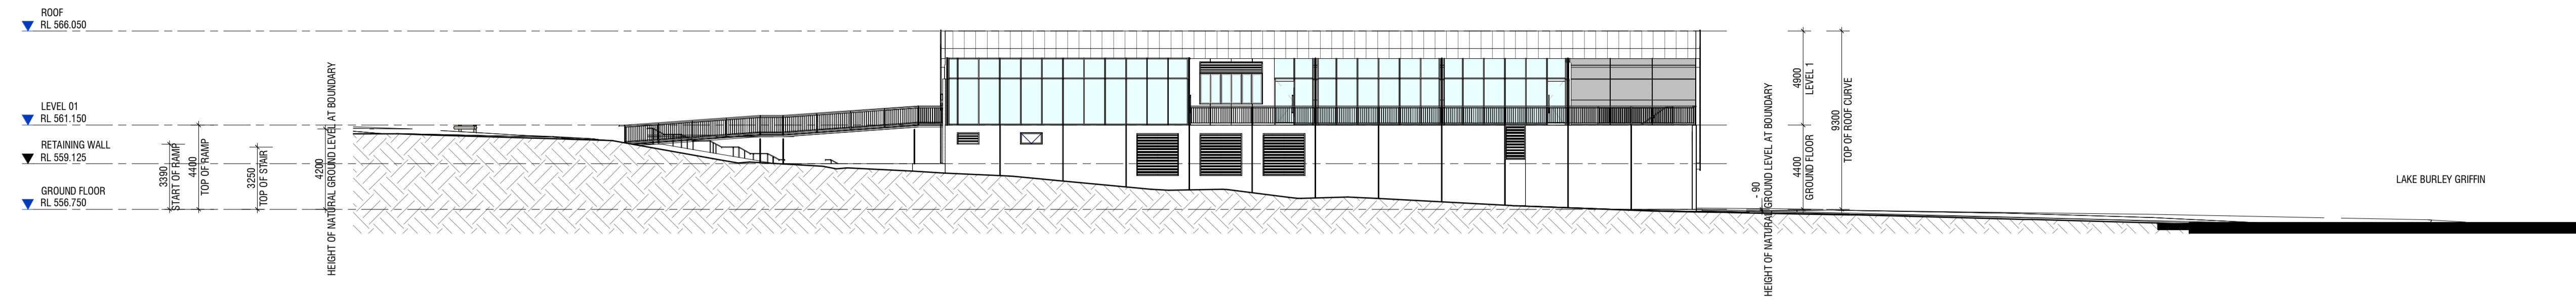 ROOF
RL 566.050
LEVEL 01
RL 561.150
RETAINING WALL
RL 559.125
GROUND FLOOR
RL 556.750
3390
START OF RAMP
4400
TOP OF RAMP
3250
TOP OF STAIR
4200
HEIGHT OF NATURAL GROUND LEVEL AT BOUNDARY
- 90
HEIGHT OF NATURAL GROUND LEVEL AT BOUNDARY
4900
LEVEL 1
4400
GROUND FLOOR
9300
TOP OF ROOF CURVE
LAKE BURLEY GRIFFIN